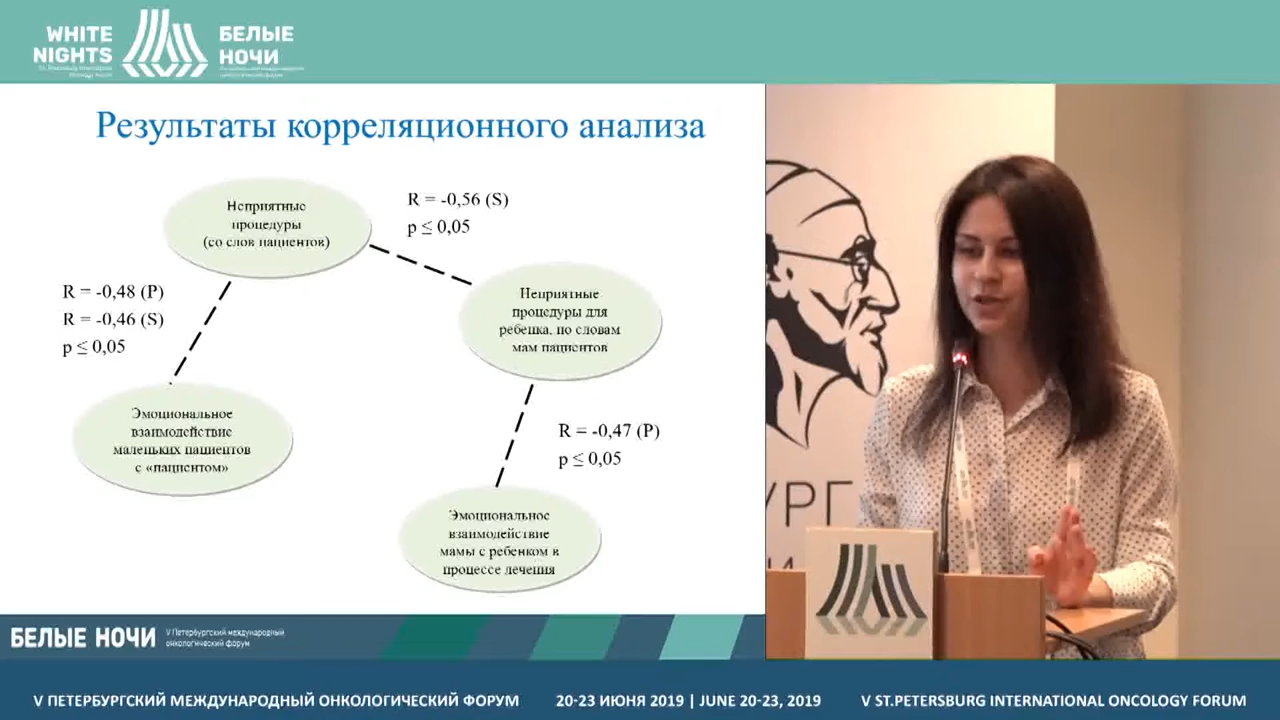 WHITE
NIGHTS
БЕЛЫЕ
НОЧИ
Результаты корреляционного анализа
Неприятные
процедуры
(со слов пациентов)
R = -0,56 (S)
p ≤ 0,05
R = -0,48 (P)
R = -0,46 (S)
p ≤ 0,05
Неприятные
процедуры для
ребенка, по словам
мам пациентов
Эмоциональное
взаимодействие
маленьких пациентов
с «пациентом»
R = -0,47 (P)
p ≤ 0,05
Эмоциональное
взаимодействие
мамы с ребенком в
процессе лечения
УРГ
БЕЛЫЕ НОЧИ
V Петербургский международный
онкологический форум
V ПЕТЕРБУРГСКИЙ МЕЖДУНАРОДНЫЙ ОНКОЛОГИЧЕСКИЙ ФОРУМ
20-23 ИЮНЯ 2019 | JUNE 20-23, 2019
V ST.PETERSBURG INTERNATIONAL ONCOLOGY FORUM